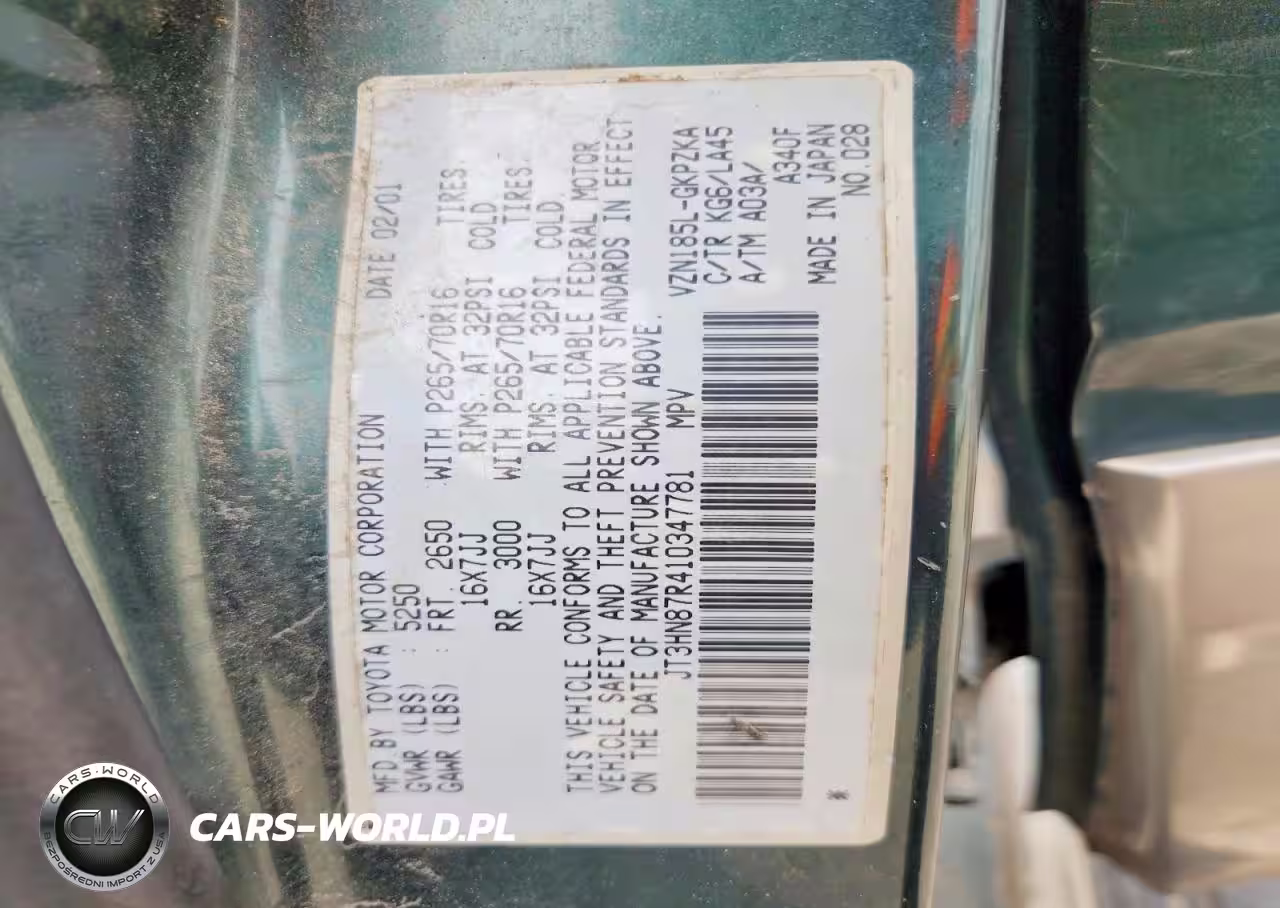 MFD.BY TOYOTA MOTOR CORPORATION DATE 02/01
GVWR (LBS) : 5250
GAWR (LBS) : FRT. 2650 WITH P265/70R16 TIRES,
16X7JJ RIMS, AT 32PSI COLD
RR. 3000 WITH P265/70R16 TIRES,
16X7JJ RIMS, AT 32PSI COLD.
THIS VEHICLE CONFORMS TO ALL APPLICABLE FEDERAL MOTOR
VEHICLE SAFETY AND THEFT PREVENTION STANDARDS IN EFFECT
ON THE DATE OF MANUFACTURE SHOWN ABOVE.
JT3HN87R410347781 MPV VZN185L-GKPZKA
C/TR KG6/LA45
A/TM A03A/
A340F
MADE IN JAPAN
NO.028
CARS-WORLD
CW
BEZPOŚREDNI IMPORT Z USA
CARS-WORLD.PL